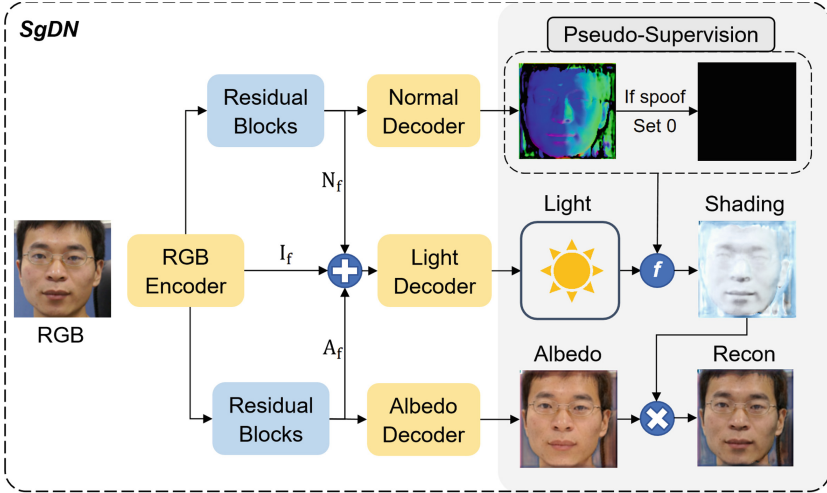 SgDN
Pseudo-Supervision
Residual
Blocks
Normal
Decoder
If spoof
Set 0
N_f
Light
Shading
RGB
Encoder
I_f
Light
Decoder
f
RGB
A_f
Albedo
Recon
Residual
Blocks
Albedo
Decoder